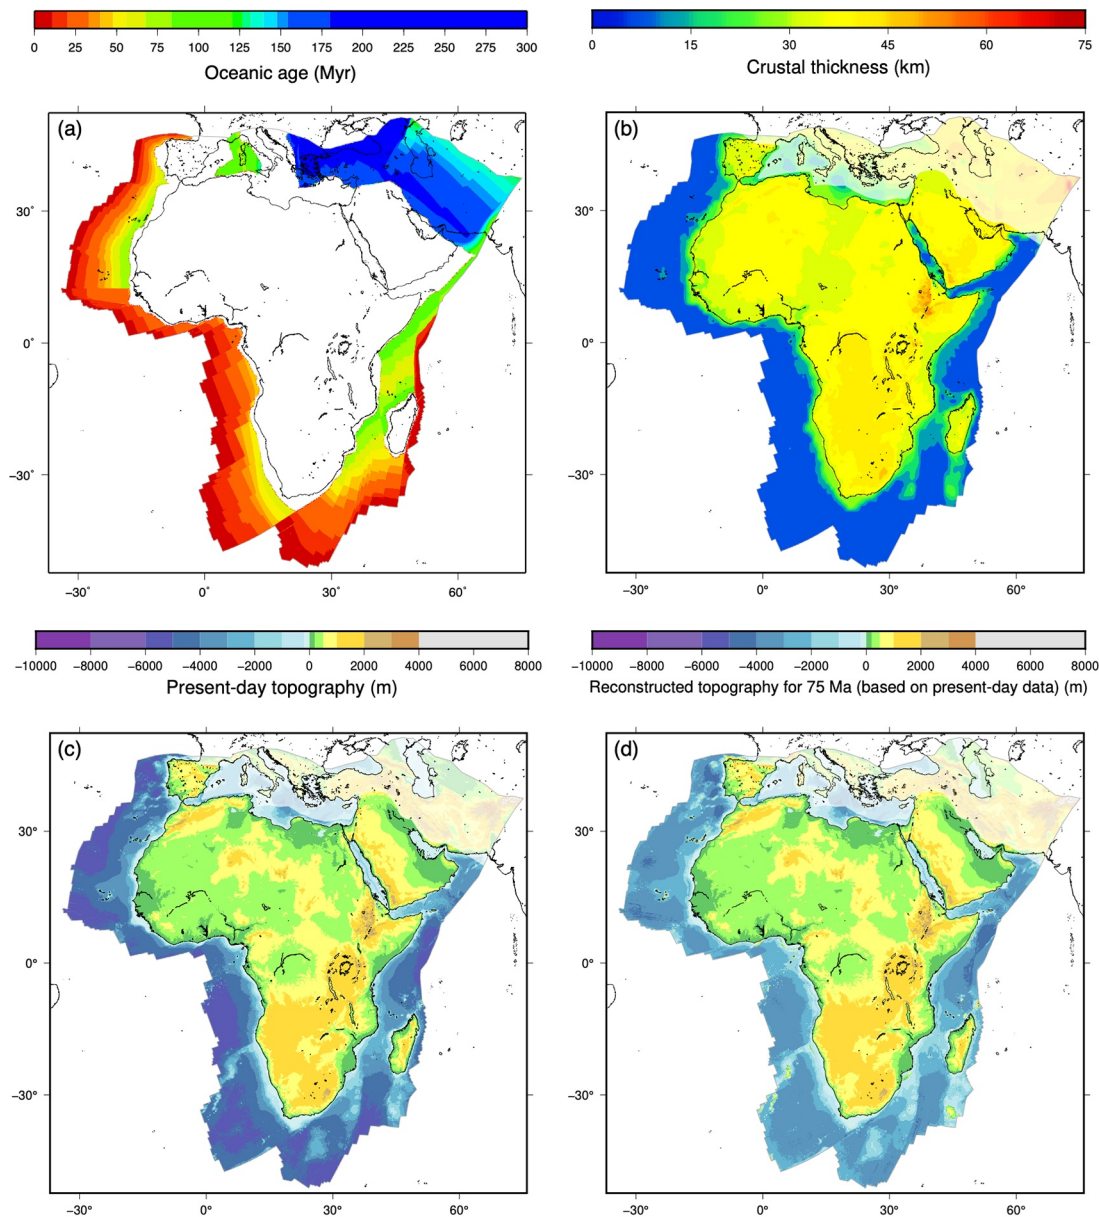 0 25 50 75 100 125 150 175 200 225 250 275 300
Oceanic age (Myr)
0 15 30 45 60 75
Crustal thickness (km)
(a)
30˚
0˚
−30˚
−30˚ 0˚ 30˚ 60˚
(b)
30°
0°
−30°
−30° 0° 30° 60°
−10000 −8000 −6000 −4000 −2000 0 2000 4000 6000 8000
Present-day topography (m)
−10000 −8000 −6000 −4000 −2000 0 2000 4000 6000 8000
Reconstructed topography for 75 Ma (based on present-day data) (m)
(c)
30°
0°
−30°
−30° 0° 30° 60°
(d)
30°
0°
−30°
−30° 0° 30° 60°